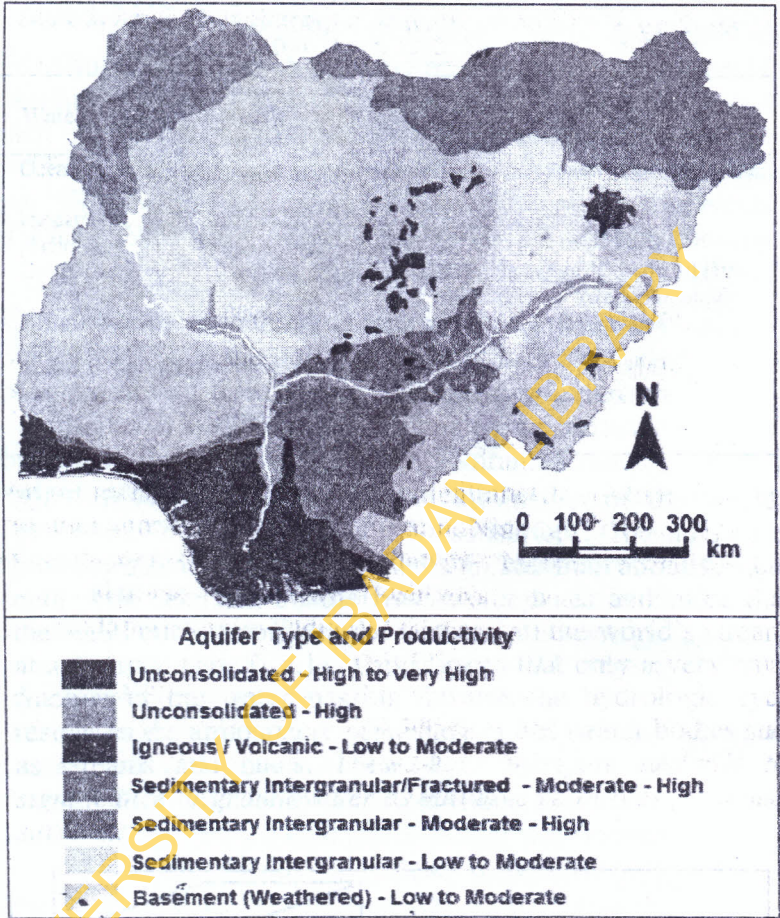 N
0 100 200 300
km
Aquifer Type and Productivity
Unconsolidated - High to very High
Unconsolidated - High
Igneous / Volcanic - Low to Moderate
Sedimentary Intergranular/Fractured - Moderate - High
Sedimentary Intergranular - Moderate - High
Sedimentary Intergranular - Low to Moderate
Basement (Weathered) - Low to Moderate
ERSITY OF IBADAN LIBRARY